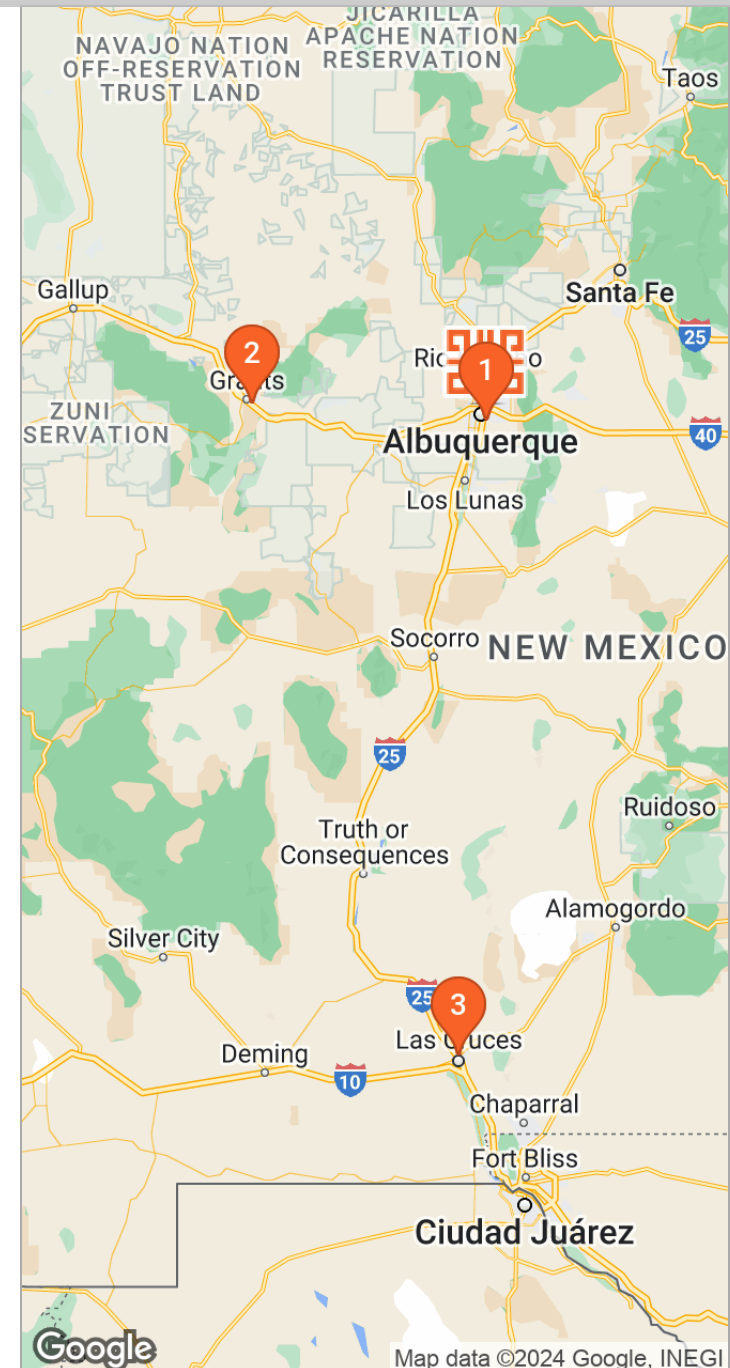 JICARILLA
APACHE NATION
RESERVATION
NAVAJO NATION
OFF-RESERVATION
TRUST LAND
Taos
Gallup
Santa Fe
25
2
1
ZUNI
SERVATION
40
Albuquerque
Los Lunas
Socorro
NEW MEXICO
25
Ruidoso
Truth or
Consequences
Alamogordo
Silver City
25
3
Deming
10
Chaparral
Fort Bliss
Ciudad Juárez
Google
Map data ©2024 Google, INEGI